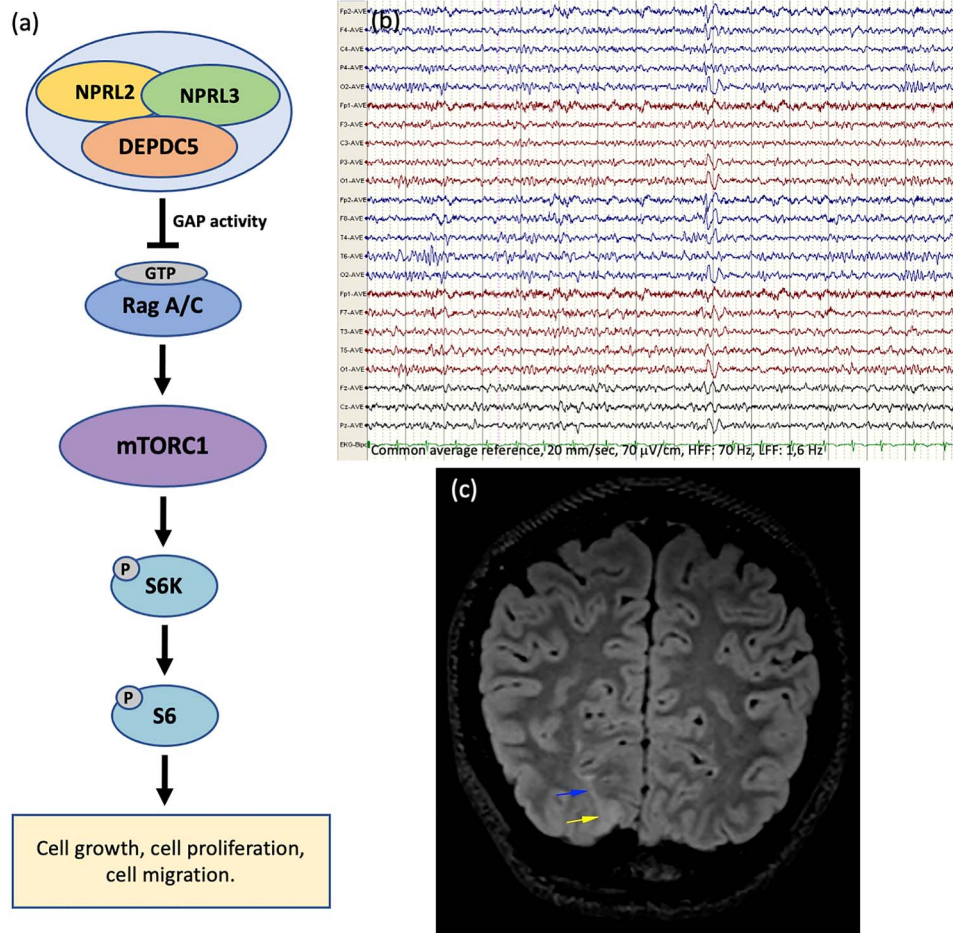 (a)
NPRL2
NPRL3
DEPDC5
GAP activity
GTP
Rag A/C
mTORC1
P
S6K
P
S6
Cell growth, cell proliferation,
cell migration.
(b)
Fp2-AVE
F4-AVE
C4-AVE
P4-AVE
O2-AVE
Fp1-AVE
F3-AVE
C3-AVE
P3-AVE
O1-AVE
Fp2-AVE
F8-AVE
T4-AVE
T6-AVE
O2-AVE
Fp1-AVE
F7-AVE
T3-AVE
T5-AVE
O1-AVE
Fz-AVE
Cz-AVE
Pz-AVE
Common average reference, 20 mm/sec, 70 µV/cm, HFF: 70 Hz, LFF: 1,6 Hz
(c)